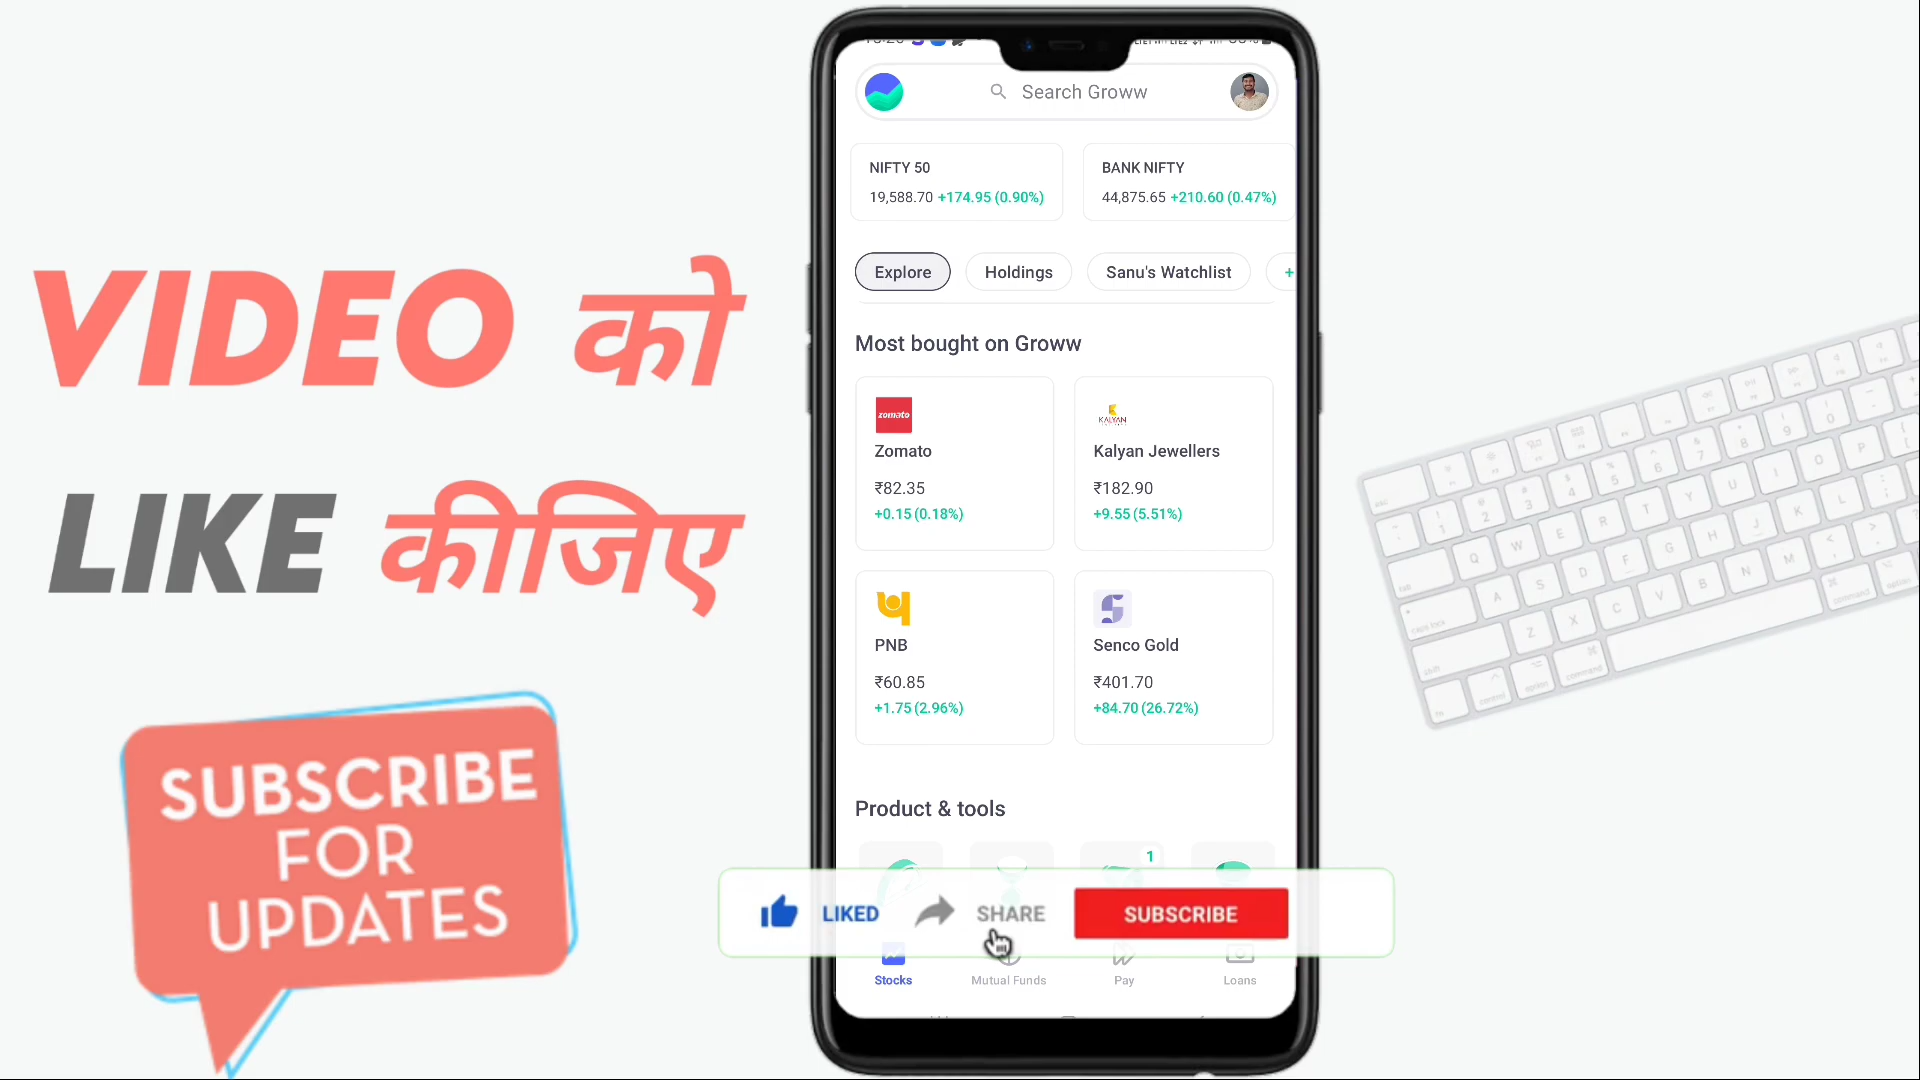 VIDEO को
LIKE कीजिए
SUBSCRIBE
FOR
UPDATES
Search Groww
NIFTY 50
19,588.70 +174.95 (0.90%)
BANK NIFTY
44,875.65 +210.60 (0.47%)
Explore
Holdings
Sanu's Watchlist
+
Most bought on Groww
zomato
Zomato
₹82.35
+0.15 (0.18%)
KALYAN
Kalyan Jewellers
₹182.90
+9.55 (5.51%)
PNB
₹60.85
+1.75 (2.96%)
Senco Gold
₹401.70
+84.70 (26.72%)
Product & tools
1
LIKED
SHARE
SUBSCRIBE
Stocks
Mutual Funds
Pay
Loans